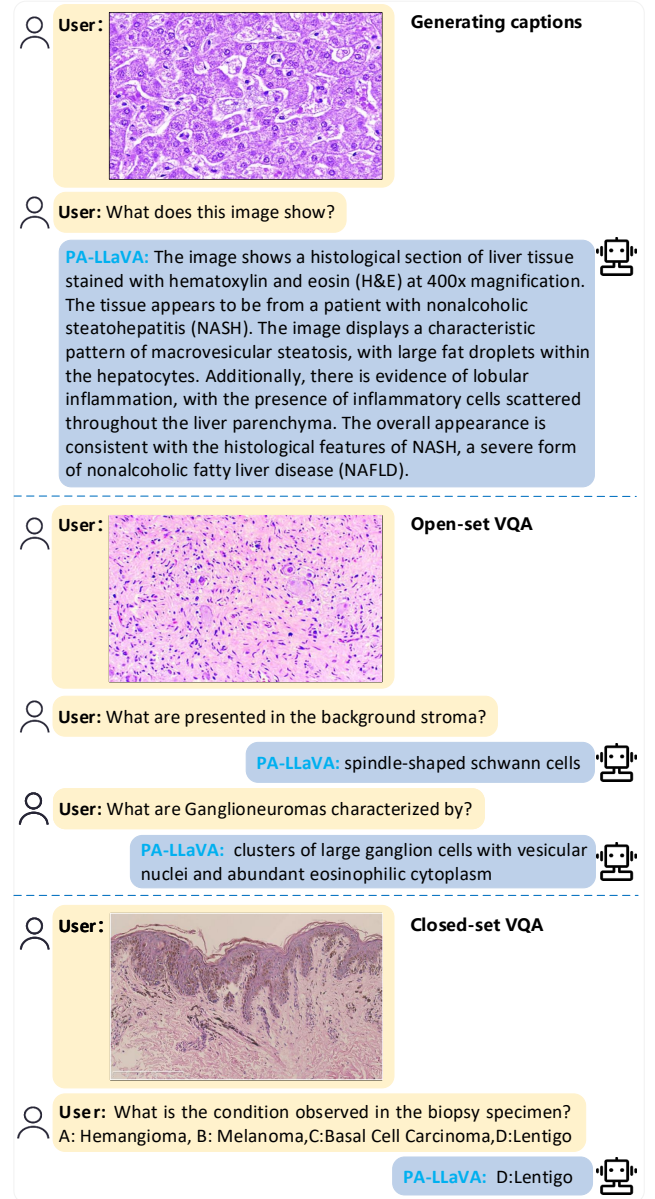 User:
Generating captions
User: What does this image show?
PA-LLaVA: The image shows a histological section of liver tissue
stained with hematoxylin and eosin (H&E) at 400x magnification.
The tissue appears to be from a patient with nonalcoholic
steatohepatitis (NASH). The image displays a characteristic
pattern of macrovesicular steatosis, with large fat droplets within
the hepatocytes. Additionally, there is evidence of lobular
inflammation, with the presence of inflammatory cells scattered
throughout the liver parenchyma. The overall appearance is
consistent with the histological features of NASH, a severe form
of nonalcoholic fatty liver disease (NAFLD).
User:
Open-set VQA
User: What are presented in the background stroma?
PA-LLaVA: spindle-shaped schwann cells
User: What are Ganglioneuromas characterized by?
PA-LLaVA: clusters of large ganglion cells with vesicular
nuclei and abundant eosinophilic cytoplasm
User:
Closed-set VQA
User: What is the condition observed in the biopsy specimen?
A: Hemangioma, B: Melanoma,C:Basal Cell Carcinoma,D:Lentigo
PA-LLaVA: D:Lentigo